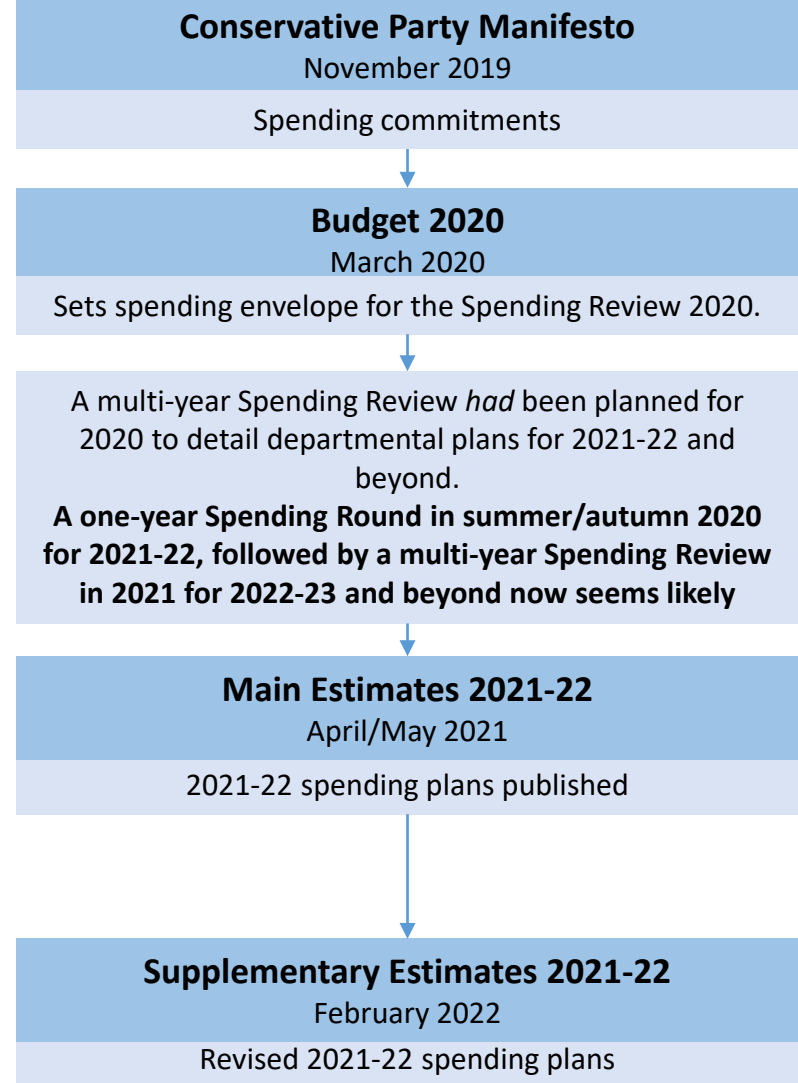 Conservative Party Manifesto
November 2019
Spending commitments
Budget 2020
March 2020
Sets spending envelope for the Spending Review 2020.
A multi-year Spending Review had been planned for
2020 to detail departmental plans for 2021-22 and
beyond.
A one-year Spending Round in summer/autumn 2020
for 2021-22, followed by a multi-year Spending Review
in 2021 for 2022-23 and beyond now seems likely
Main Estimates 2021-22
April/May 2021
2021-22 spending plans published
Supplementary Estimates 2021-22
February 2022
Revised 2021-22 spending plans